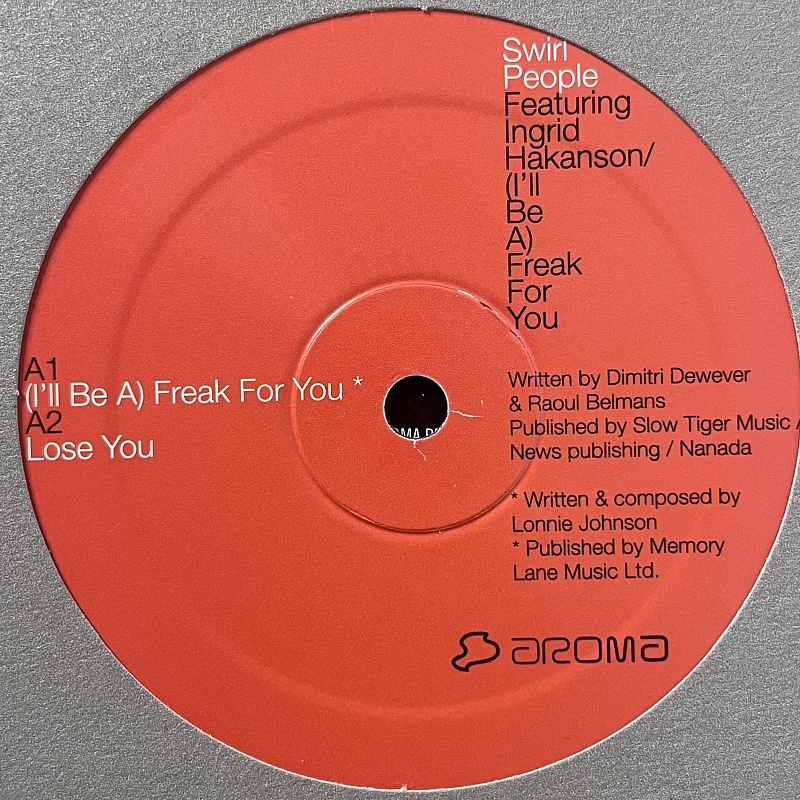 Swirl
People
Featuring
Ingrid
Hakanson/
(I'll
Be
A)
Freak
For
You
A1
(I'll Be A) Freak For You *
A2
Lose You
Written by Dimitri Dewever
& Raoul Belmans
Published by Slow Tiger Music /
News publishing / Nanada
* Written & composed by
Lonnie Johnson
* Published by Memory
Lane Music Ltd.
AROMA